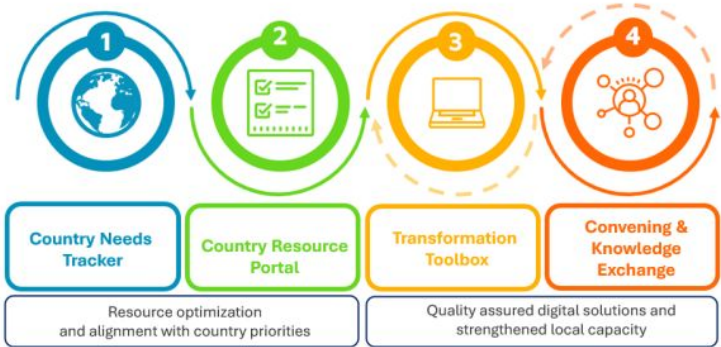 1
2
3
4
Country Needs
Tracker
Country Resource
Portal
Transformation
Toolbox
Convening &
Knowledge
Exchange
Resource optimization
and alignment with country priorities
Quality assured digital solutions and
strengthened local capacity